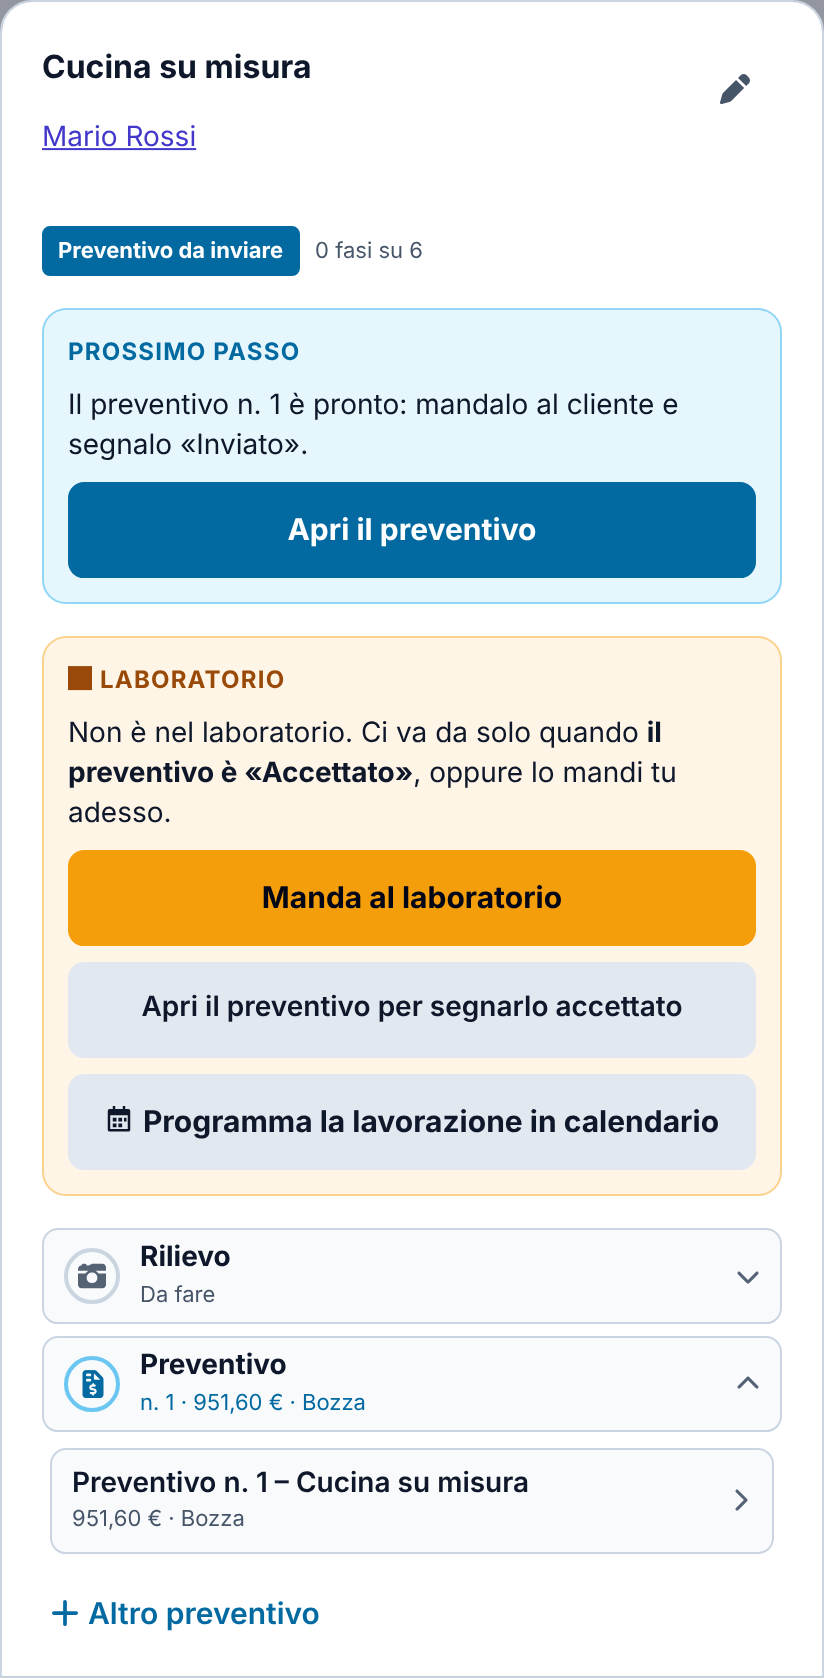 Cucina su misura
Mario Rossi
Preventivo da inviare 0 fasi su 6
PROSSIMO PASSO
Il preventivo n. 1 è pronto: mandalo al cliente e
segnalo «Inviato».
Apri il preventivo
LABORATORIO
Non è nel laboratorio. Ci va da solo quando il
preventivo è «Accettato», oppure lo mandi tu
adesso.
Manda al laboratorio
Apri il preventivo per segnarlo accettato
Programma la lavorazione in calendario
Rilievo
Da fare
Preventivo
n. 1 · 951,60 € · Bozza
Preventivo n. 1 – Cucina su misura
951,60 € · Bozza
+ Altro preventivo